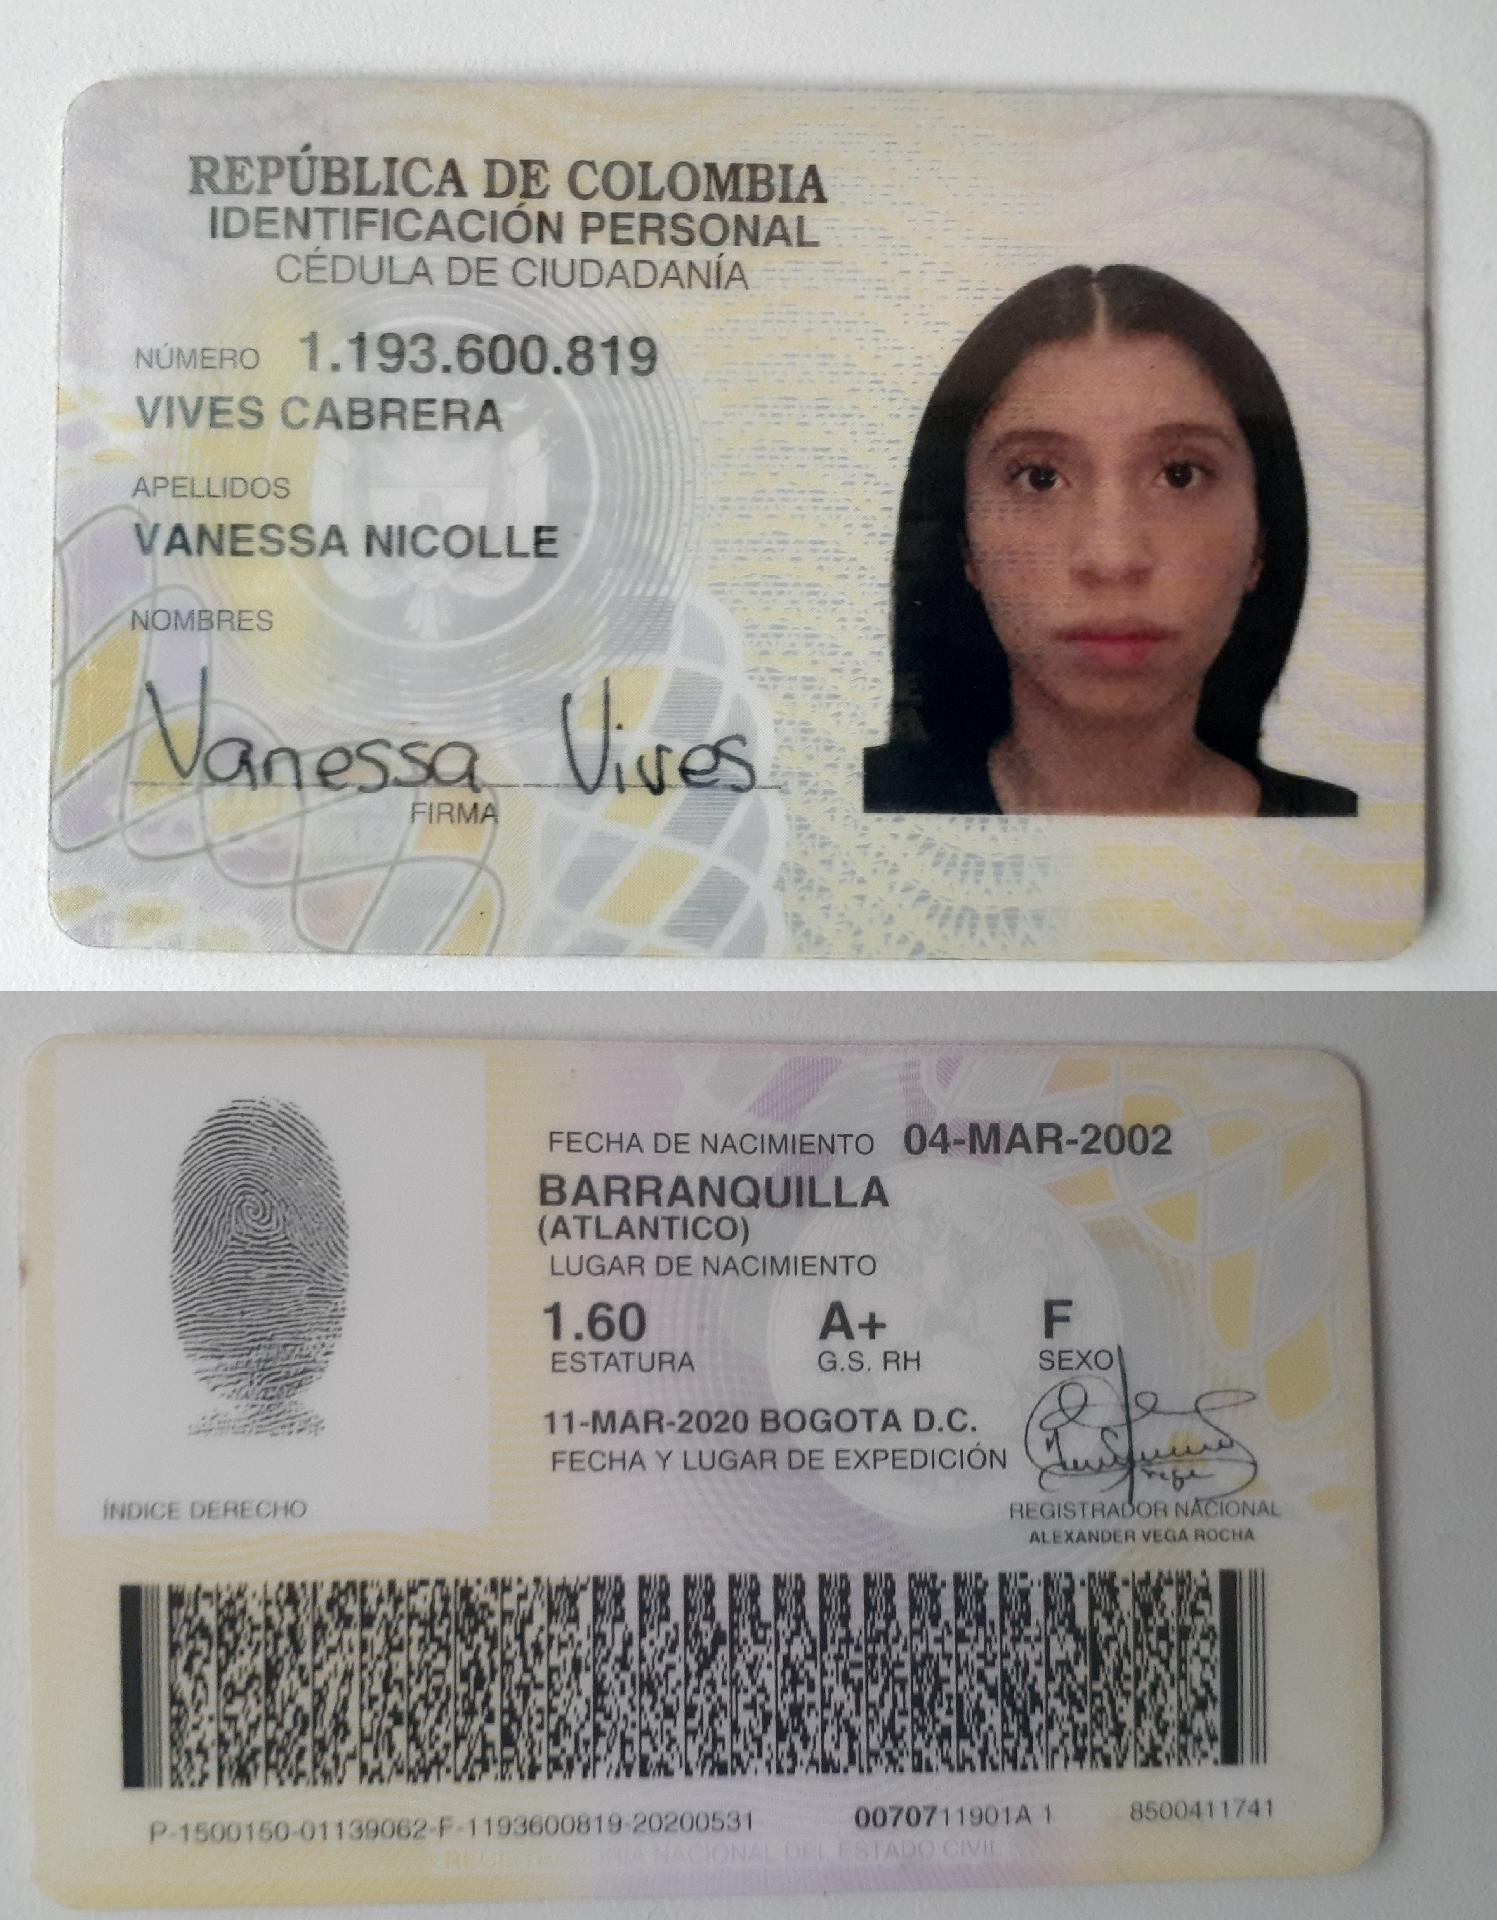 REPÚBLICA DE COLOMBIA
IDENTIFICACIÓN PERSONAL
CÉDULA DE CIUDADANÍA
NÚMERO 1.193.600.819
VIVES CABRERA
APELLIDOS
VANESSA NICOLLE
NOMBRES
Vanessa Vives
FIRMA
FECHA DE NACIMIENTO 04-MAR-2002
BARRANQUILLA
(ATLANTICO)
LUGAR DE NACIMIENTO
1.60 A+ F
ESTATURA G.S. RH SEXO
11-MAR-2020 BOGOTA D.C.
FECHA Y LUGAR DE EXPEDICIÓN
ÍNDICE DERECHO
REGISTRADOR NACIONAL
ALEXANDER VEGA ROCHA
P-1500150-01139062-F-1193600819-20200531 0070711901A 1 8500411741
REGISTRADURIA NACIONAL DEL ESTADO CIVIL